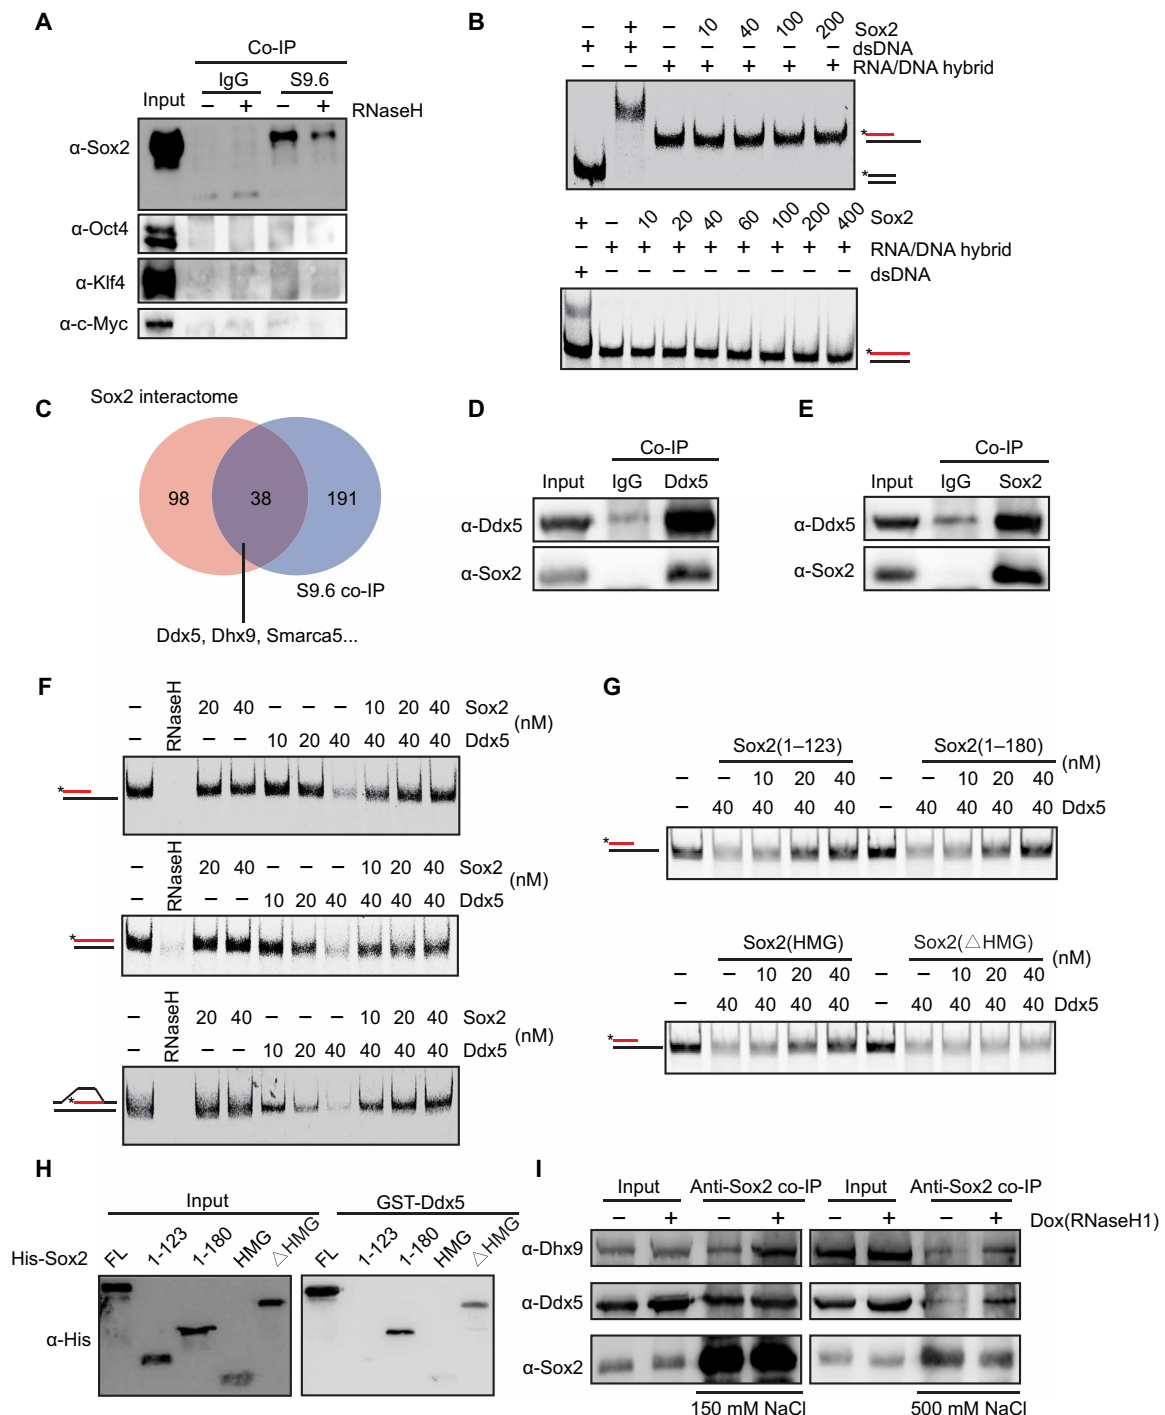 A
Co-IP
IgG S9.6
Input − + − + RNaseH
α-Sox2
α-Oct4
α-Klf4
α-c-Myc
B
− + − 10 40 100 200 Sox2
+ + − − − − − dsDNA
− − + + + + + RNA/DNA hybrid
*
*
+ − 10 20 40 60 100 200 400 Sox2
− + + + + + + + + RNA/DNA hybrid
+ − − − − − − − − dsDNA
*
C
Sox2 interactome
98 38 191
S9.6 co-IP
Ddx5, Dhx9, Smarca5...
D
Co-IP
Input IgG Ddx5
α-Ddx5
α-Sox2
E
Co-IP
Input IgG Sox2
α-Ddx5
α-Sox2
F
− RNaseH 20 40 − − − 10 20 40 Sox2
(nM)
− − − 10 20 40 40 40 40 Ddx5
*
− RNaseH 20 40 − − − 10 20 40 Sox2
(nM)
− − − 10 20 40 40 40 40 Ddx5
*
− RNaseH 20 40 − − − 10 20 40 Sox2
(nM)
− − − 10 20 40 40 40 40 Ddx5
*
G
Sox2(1–123) Sox2(1–180)
(nM)
− − 10 20 40 − − 10 20 40
− 40 40 40 40 − 40 40 40 40 Ddx5
*
Sox2(HMG) Sox2(△HMG)
(nM)
− − 10 20 40 − − 10 20 40
− 40 40 40 40 − 40 40 40 40 Ddx5
*
H
Input GST-Ddx5
His-Sox2 FL 1-123 1-180 HMG △HMG FL 1-123 1-180 HMG △HMG
α-His
I
Input Anti-Sox2 co-IP Input Anti-Sox2 co-IP
− + − + − + − + Dox(RNaseH1)
α-Dhx9
α-Ddx5
α-Sox2
150 mM NaCl 500 mM NaCl